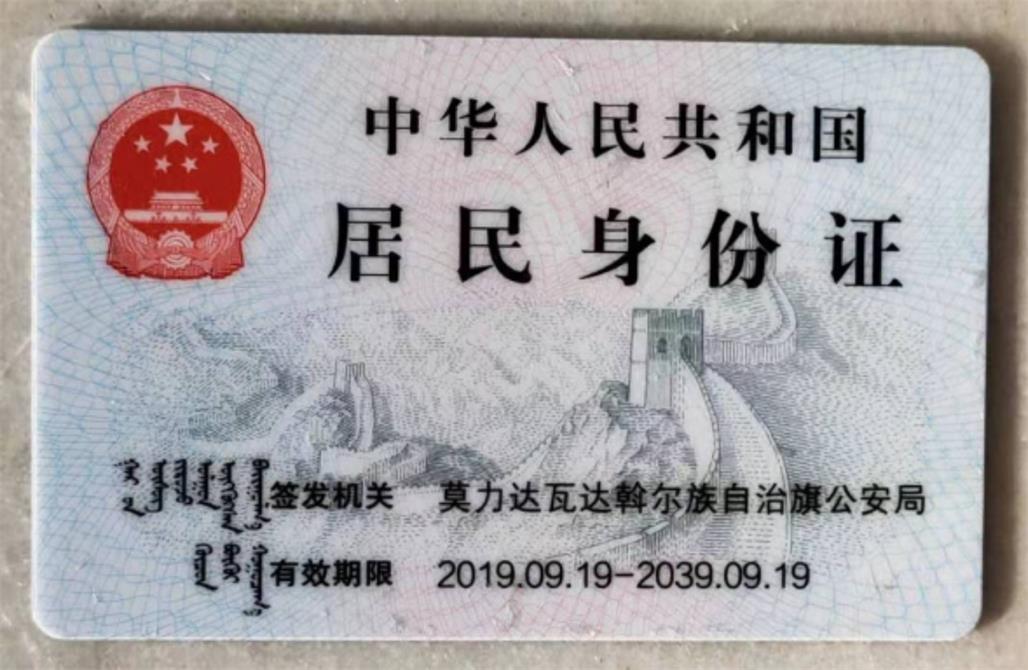 中华人民共和国
居民身份证
签发机关 莫力达瓦达斡尔族自治旗公安局
有效期限 2019.09.19-2039.09.19